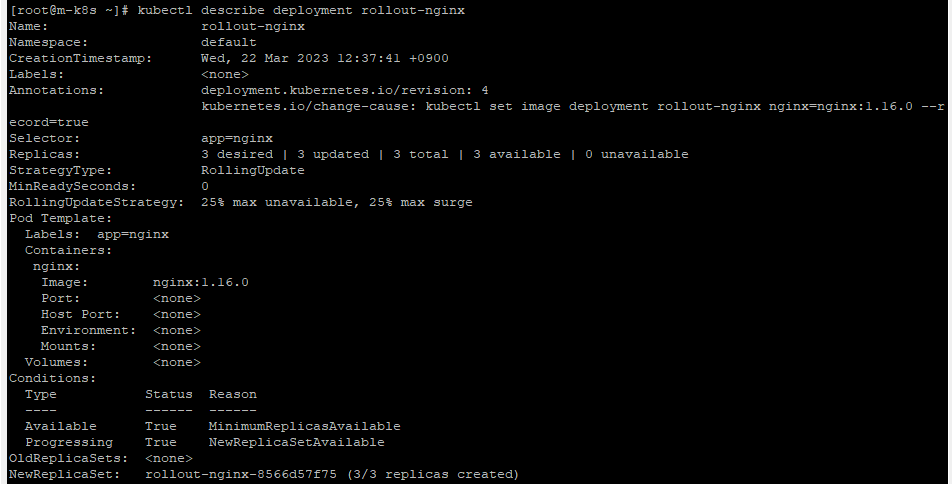 [root@m-k8s ~]# kubectl describe deployment rollout-nginx
Name:                   rollout-nginx
Namespace:              default
CreationTimestamp:      Wed, 22 Mar 2023 12:37:41 +0900
Labels:                 <none>
Annotations:            deployment.kubernetes.io/revision: 4
                        kubernetes.io/change-cause: kubectl set image deployment rollout-nginx nginx=nginx:1.16.0 --r
ecord=true
Selector:               app=nginx
Replicas:               3 desired | 3 updated | 3 total | 3 available | 0 unavailable
StrategyType:           RollingUpdate
MinReadySeconds:        0
RollingUpdateStrategy:  25% max unavailable, 25% max surge
Pod Template:
  Labels:  app=nginx
  Containers:
   nginx:
    Image:        nginx:1.16.0
    Port:         <none>
    Host Port:    <none>
    Environment:  <none>
    Mounts:       <none>
  Volumes:        <none>
Conditions:
  Type           Status  Reason
  ----           ------  ------
  Available      True    MinimumReplicasAvailable
  Progressing    True    NewReplicaSetAvailable
OldReplicaSets:  <none>
NewReplicaSet:   rollout-nginx-8566d57f75 (3/3 replicas created)